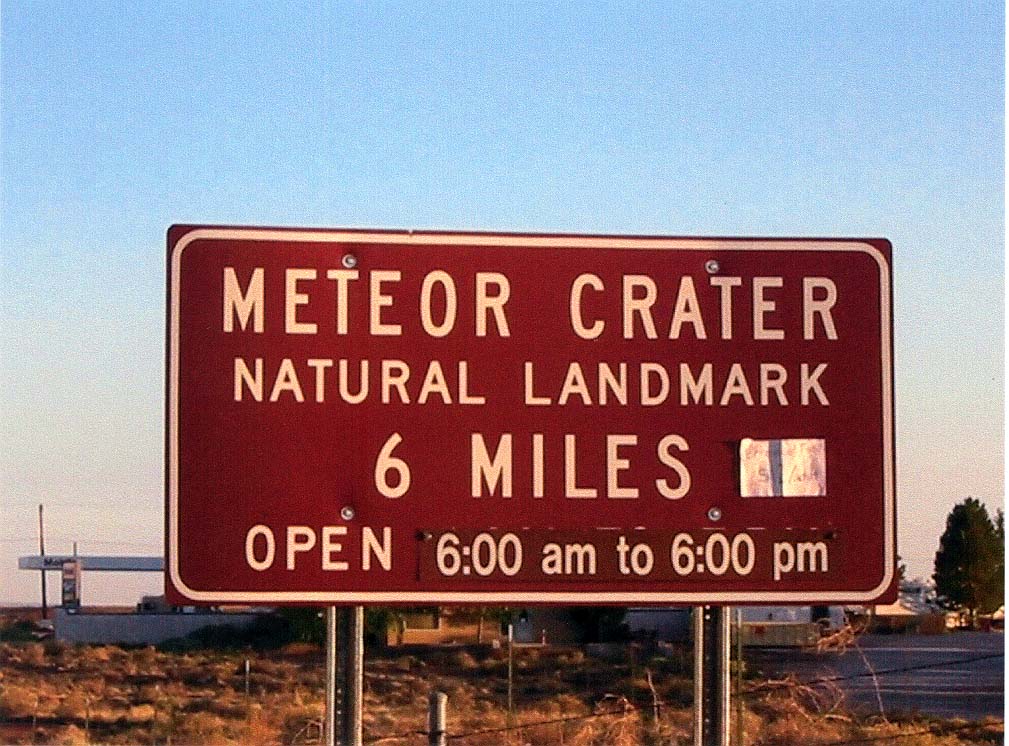 METEOR CRATER
NATURAL LANDMARK
6 MILES
OPEN 6:00 am to 6:00 pm